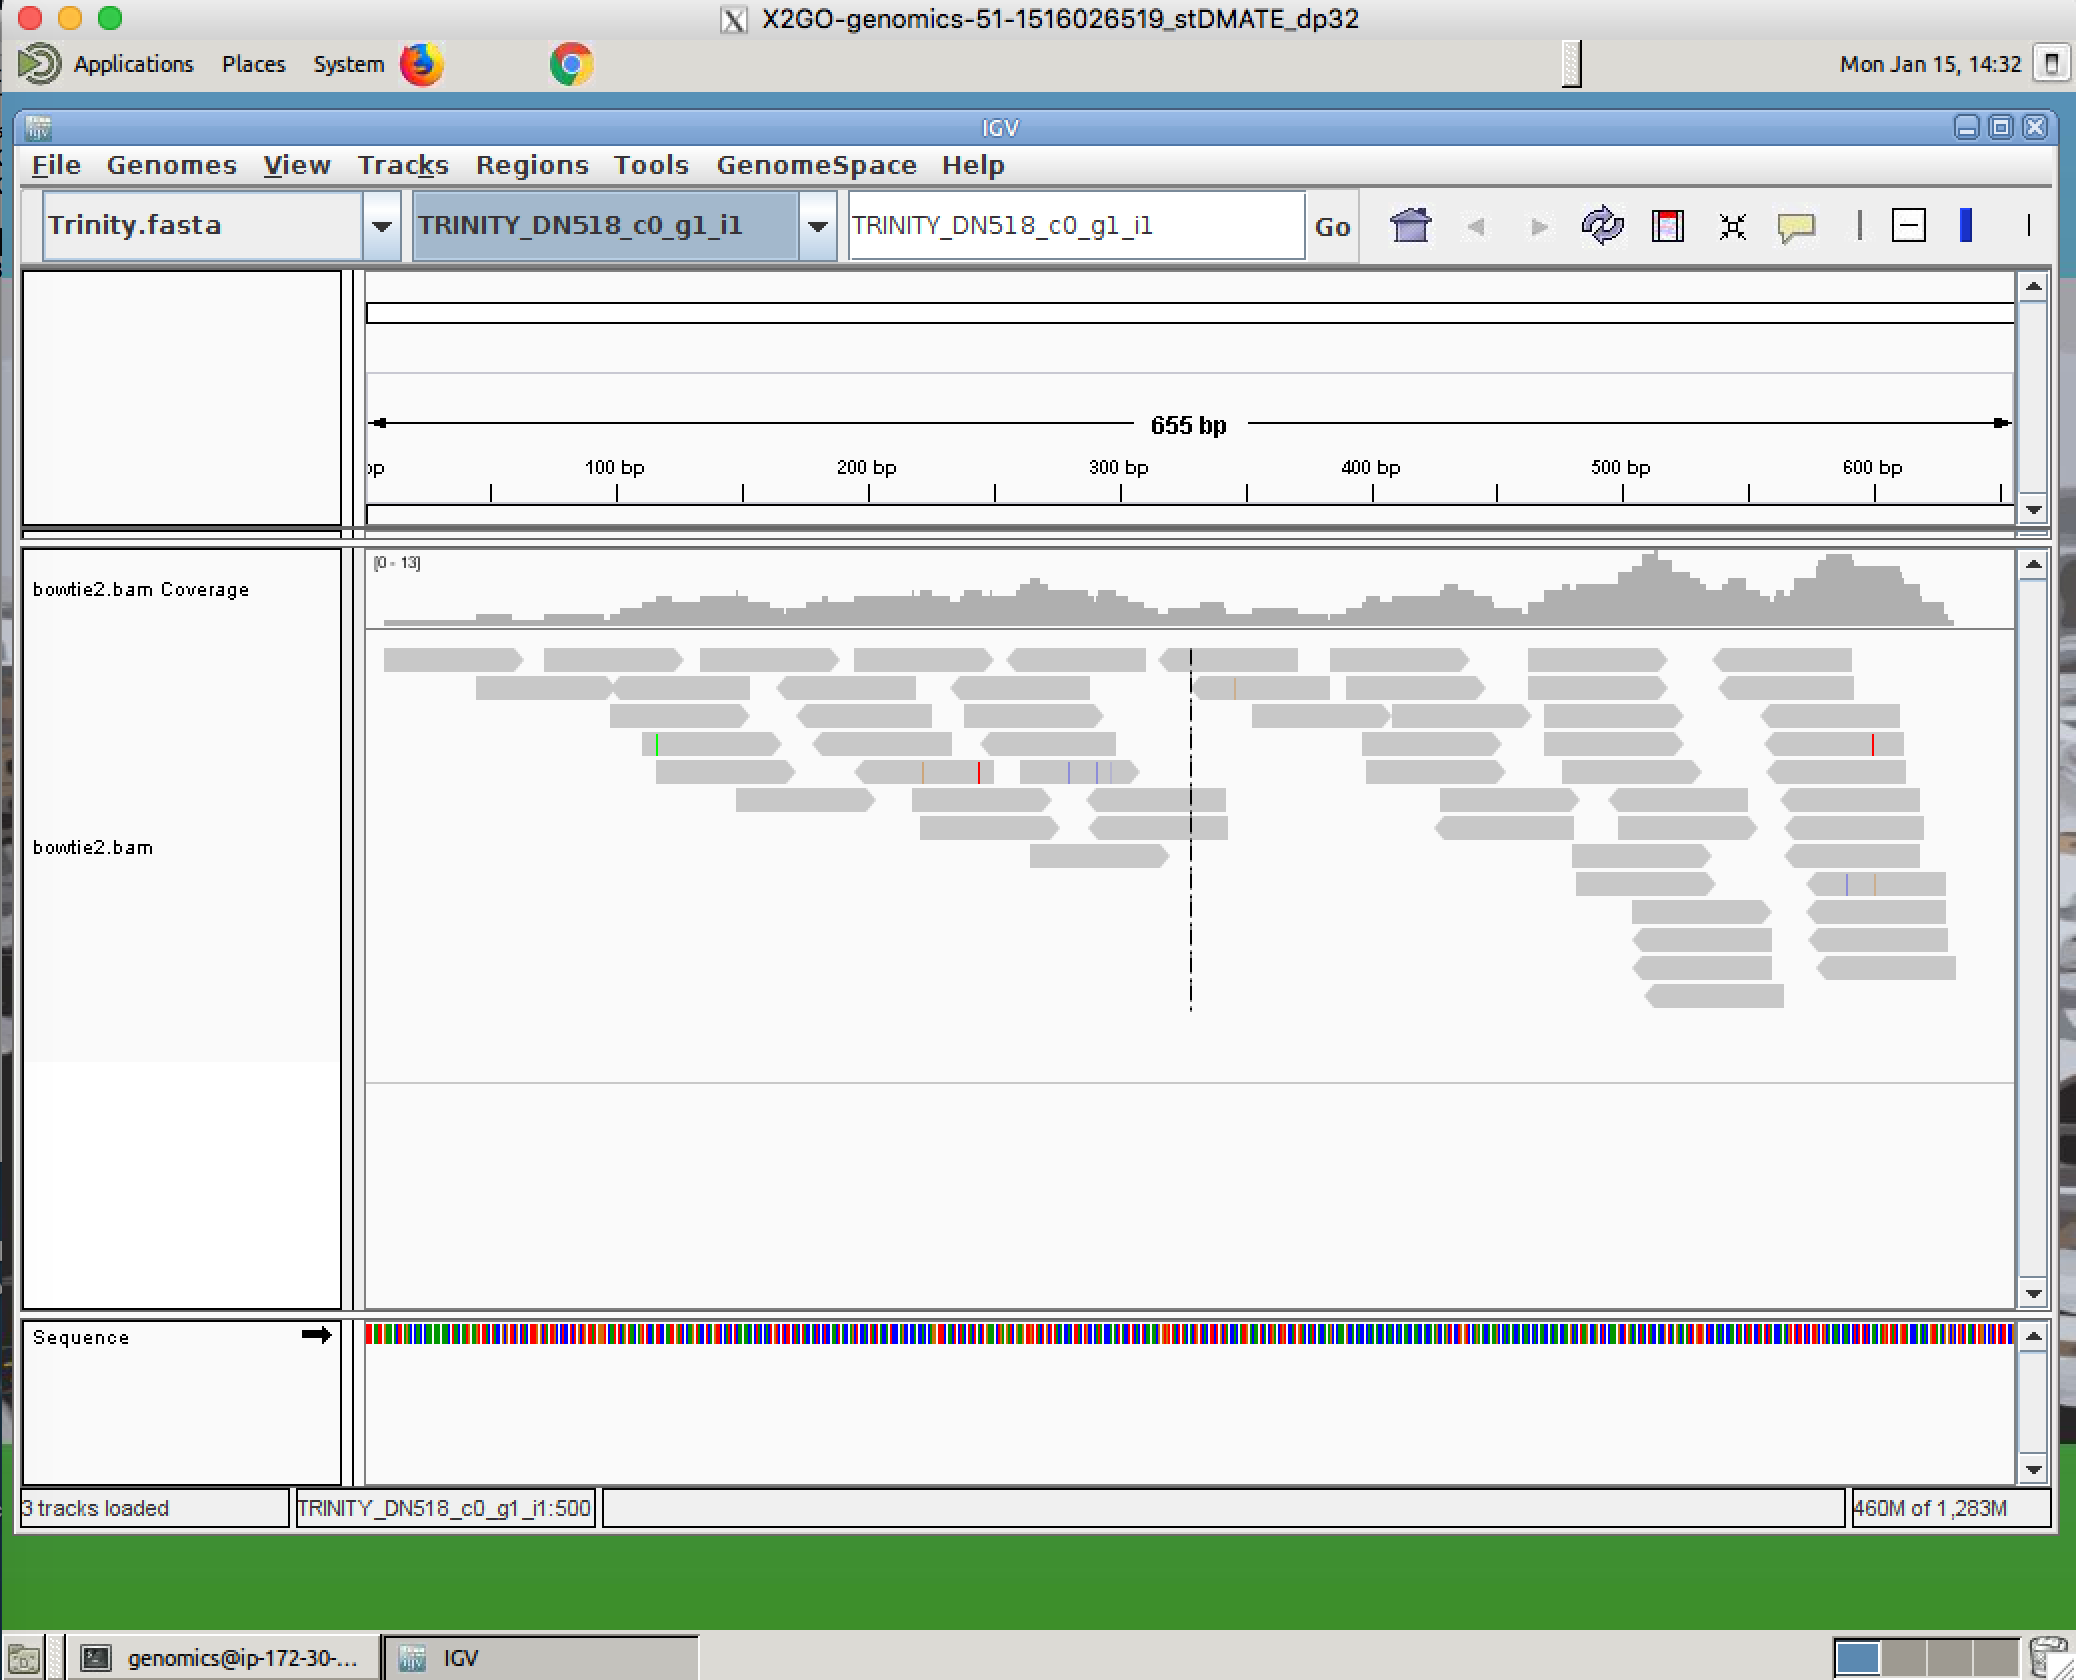 X2GO-genomics-51-1516026519_stDMATE_dp32
Applications Places System Mon Jan 15, 14:32
IGV
File Genomes View Tracks Regions Tools GenomeSpace Help
Trinity.fasta TRINITY_DN518_c0_g1_i1 TRINITY_DN518_c0_g1_i1 Go
655 bp
100 bp 200 bp 300 bp 400 bp 500 bp 600 bp
[0 - 13]
bowtie2.bam Coverage
bowtie2.bam
Sequence
3 tracks loaded TRINITY_DN518_c0_g1_i1:500 460M of 1,283M
genomics@ip-172-30-... IGV